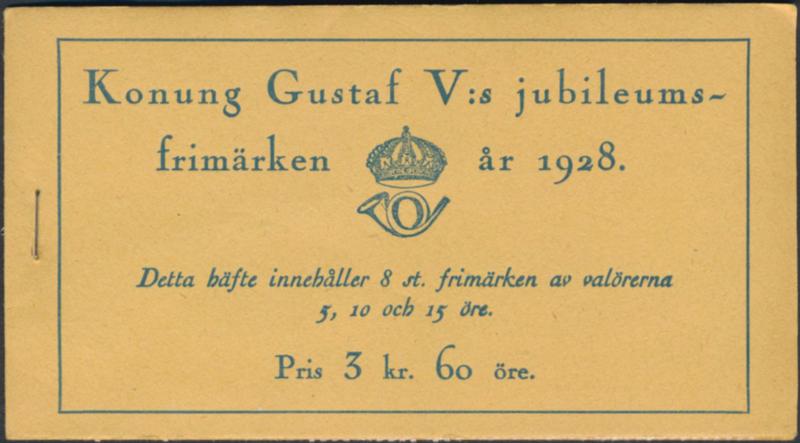 Konung Gustaf V:s jubileums-
frimärken år 1928.
Detta häfte innehåller 8 st. frimärken av valörerna
5, 10 och 15 öre.
Pris 3 kr. 60 öre.